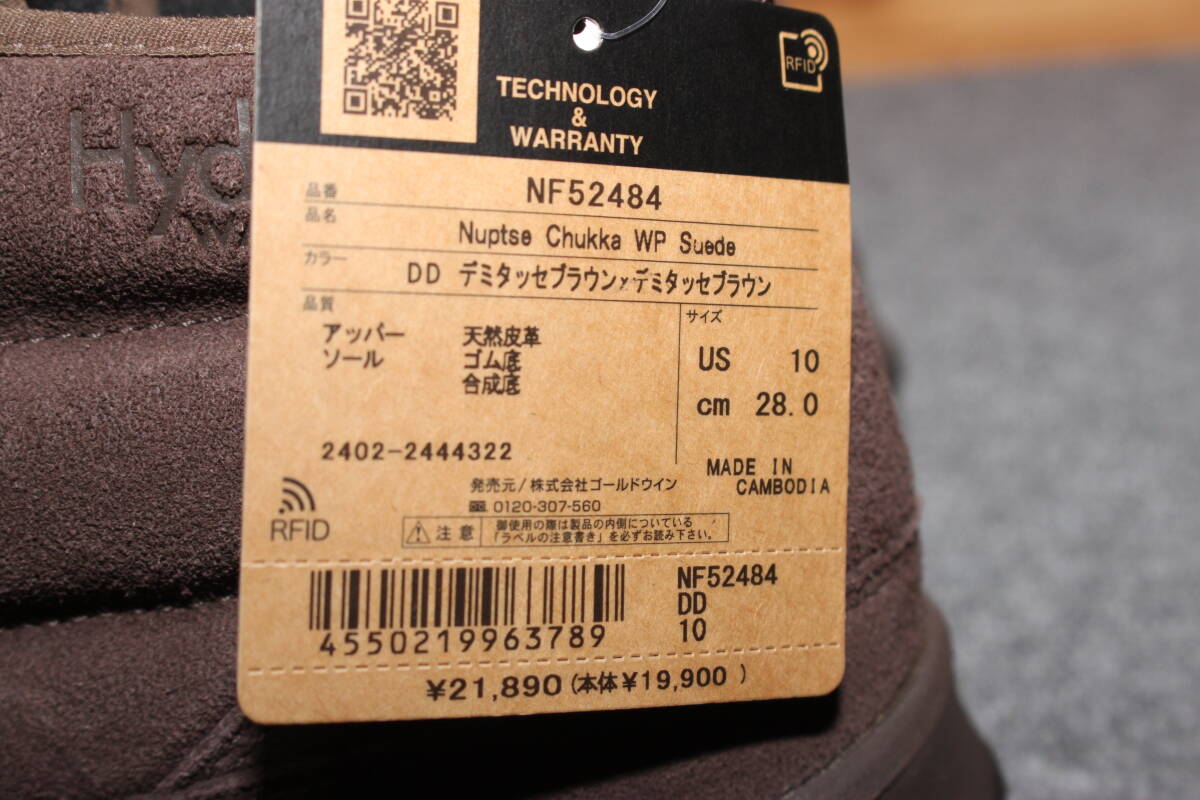 Hyd
TECHNOLOGY
&
WARRANTY
RFID
品番 NF52484
品名 Nuptse Chukka WP Suede
カラー DD デミタッセブラウン×デミタッセブラウン
品質
アッパー 天然皮革
ソール ゴム底
合成底
サイズ
US 10
cm 28.0
2402-2444322
MADE IN
CAMBODIA
発売元/株式会社ゴールドウイン
0120-307-560
RFID
注意
御使用の際は製品の内側についている
「ラベルの注意書き」を必ずお読み下さい。
4550219963789
NF52484
DD
10
¥21,890(本体¥19,900 )